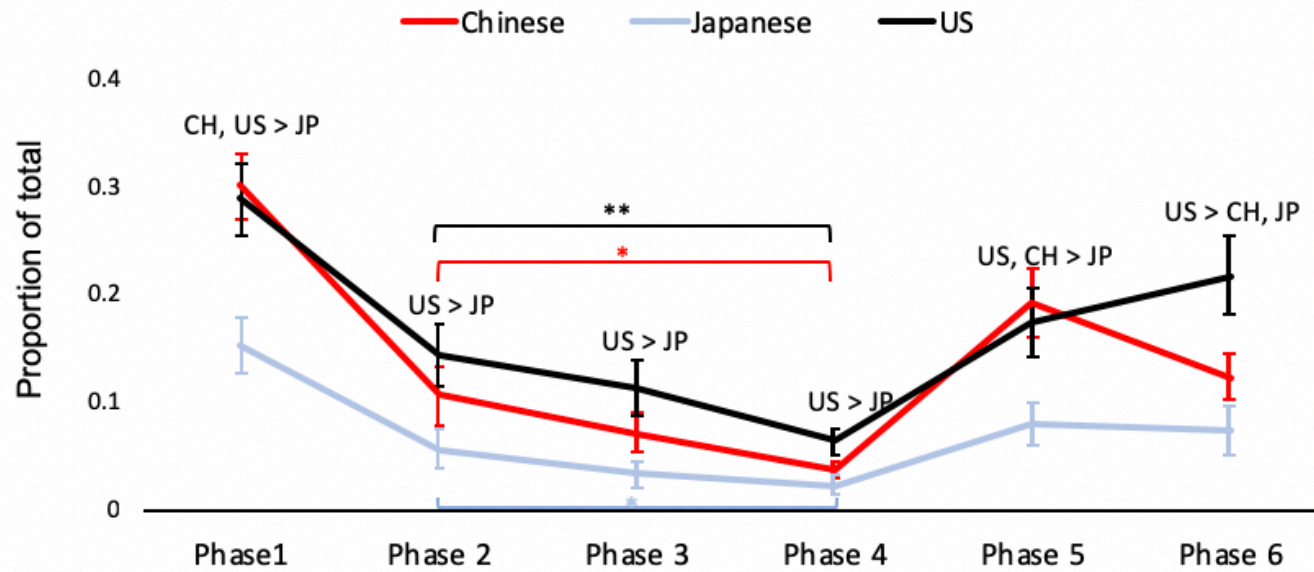 Chinese Japanese US
Proportion of total
0.4
0.3
0.2
0.1
0
CH, US > JP
US > JP
US > JP
US > JP
US, CH > JP
US > CH, JP
**
*
*
Phase1 Phase 2 Phase 3 Phase 4 Phase 5 Phase 6